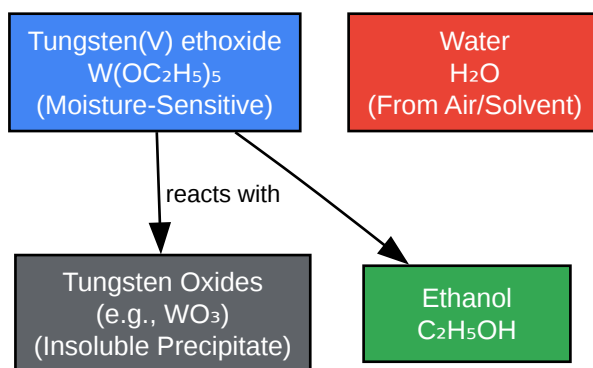 Tungsten(V) ethoxide
W(OC₂H₅)₅
(Moisture-Sensitive)
Water
H₂O
(From Air/Solvent)
reacts with
Tungsten Oxides
(e.g., WO₃)
(Insoluble Precipitate)
Ethanol
C₂H₅OH